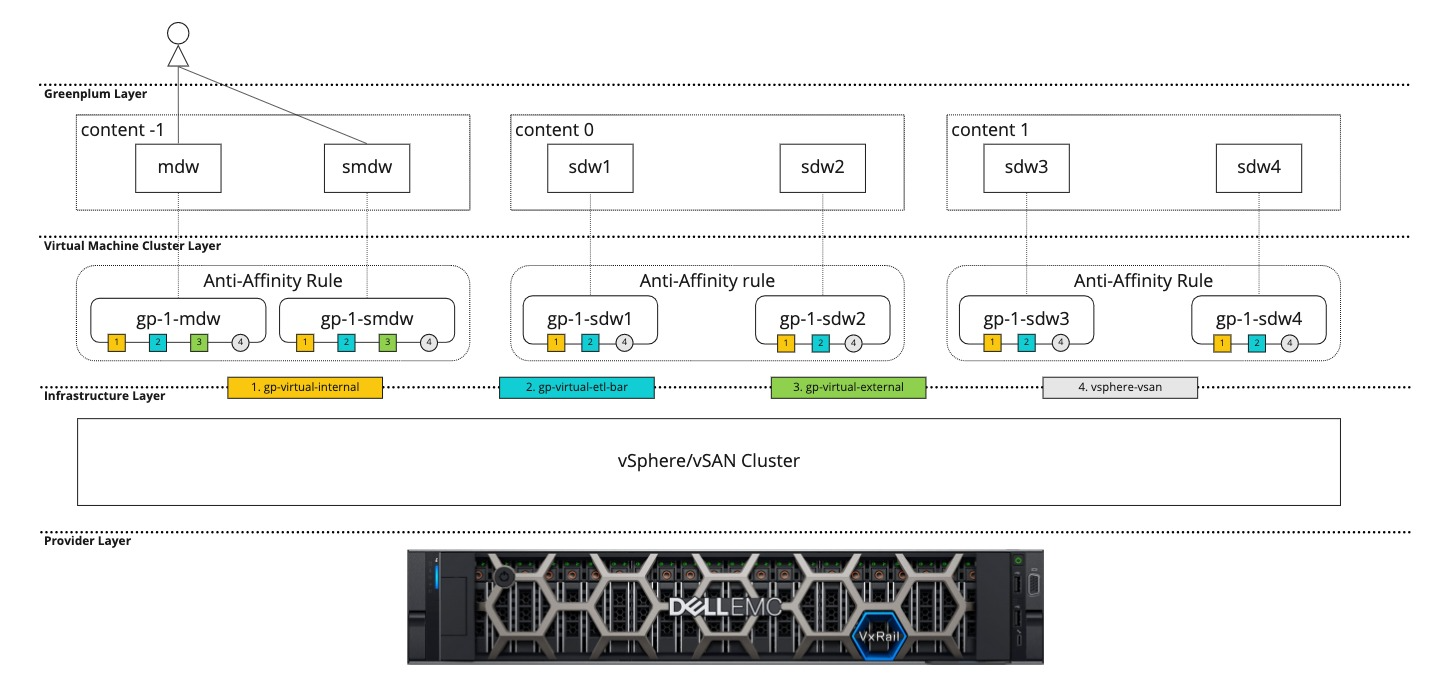 Greenplum Layer
content -1
mdw
smdw
content 0
sdw1
sdw2
content 1
sdw3
sdw4
Virtual Machine Cluster Layer
Anti-Affinity Rule
gp-1-mdw
1 2 3 4
gp-1-smdw
1 2 3 4
Anti-Affinity rule
gp-1-sdw1
1 2 4
gp-1-sdw2
1 2 4
Anti-Affinity Rule
gp-1-sdw3
1 2 4
gp-1-sdw4
1 2 4
1. gp-virtual-internal
2. gp-virtual-etl-bar
3. gp-virtual-external
4. vsphere-vsan
Infrastructure Layer
vSphere/vSAN Cluster
Provider Layer
DELLEMC
VxRail